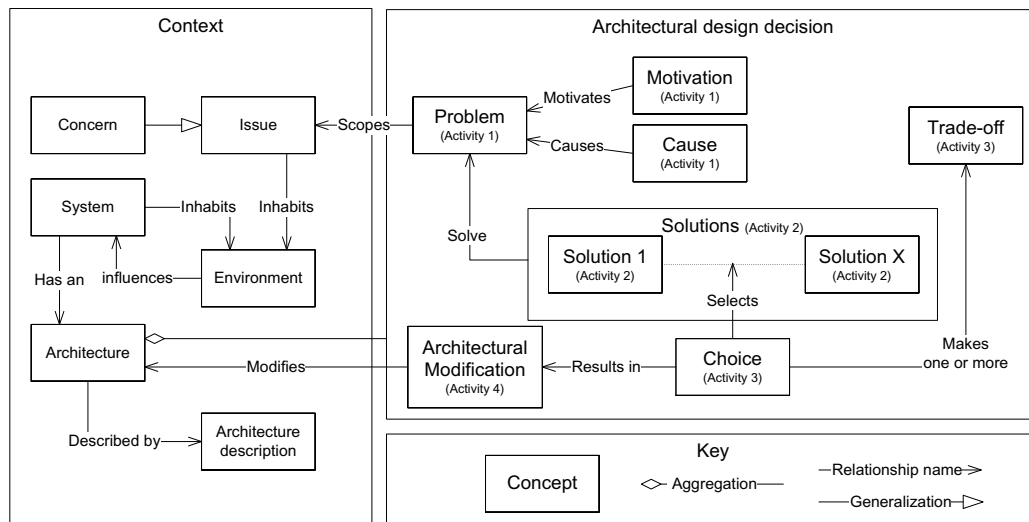 Context
Concern
Issue
System
Inhabits
Inhabits
influences
Environment
Has an
Architecture
Described by
Architecture
description
Architectural design decision
Scopes
Problem
(Activity 1)
Motivates
Motivation
(Activity 1)
Causes
Cause
(Activity 1)
Trade-off
(Activity 3)
Solve
Solutions (Activity 2)
Solution 1
(Activity 2)
Solution X
(Activity 2)
Selects
Modifies
Architectural
Modification
(Activity 4)
Results in
Choice
(Activity 3)
Makes
one or more
Key
Concept
Aggregation
Relationship name
Generalization